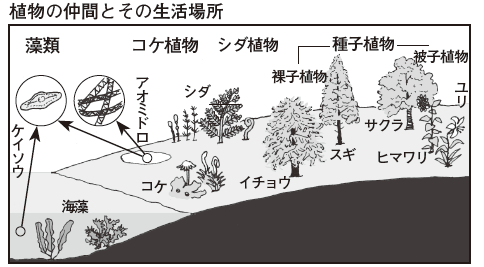 植物の仲間とその生活場所
藻類
コケ植物
シダ植物
種子植物
裸子植物
被子植物
アオミドロ
ケイソウ
シダ
コケ
イチョウ
スギ
サクラ
ヒマワリ
ユリ
海藻